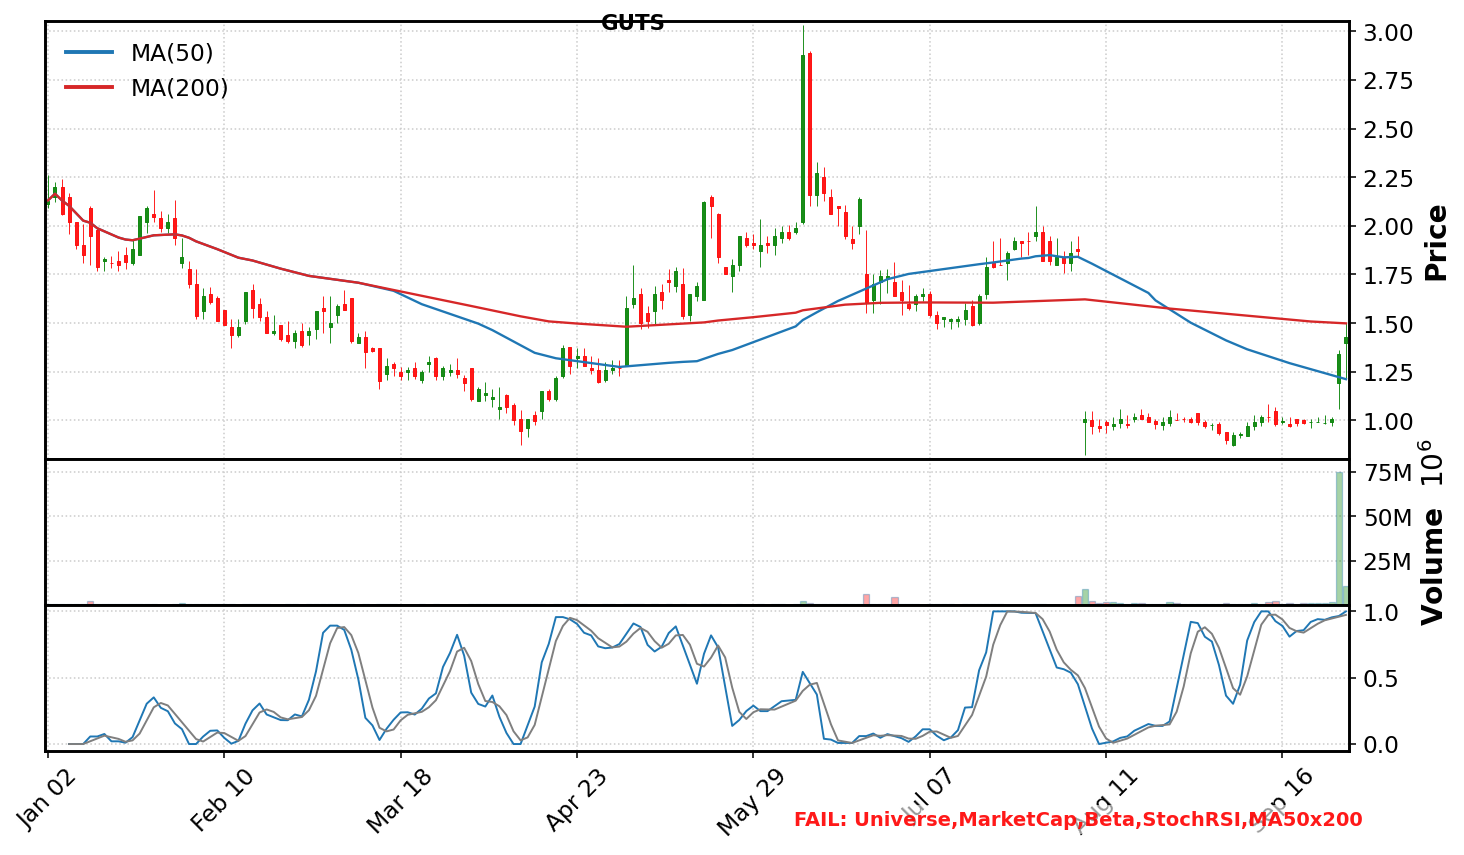 GUTS
MA(50)
MA(200)
3.00
2.75
2.50
2.25
2.00
1.75
1.50
1.25
1.00
Price
75M
50M
25M
Volume 10^6
1.0
0.5
0.0
Jan 02
Feb 10
Mar 18
Apr 23
May 29
Jul 07
Aug 11
Sep 16
FAIL: Universe,MarketCap,Beta,StochRSI,MA50x200